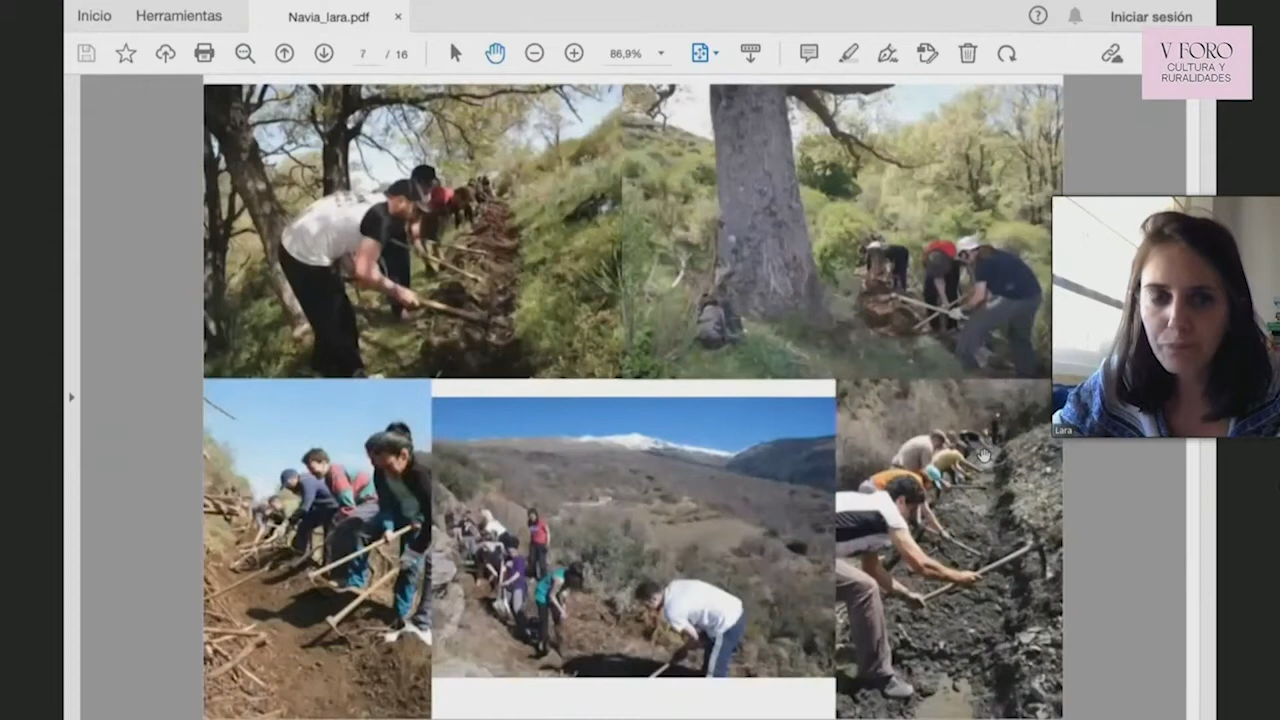 Inicio
Herramientas
Navia_lara.pdf
Iniciar sesión
7 / 16
86,9%
V FORO
CULTURA Y
RURALIDADES
Lara